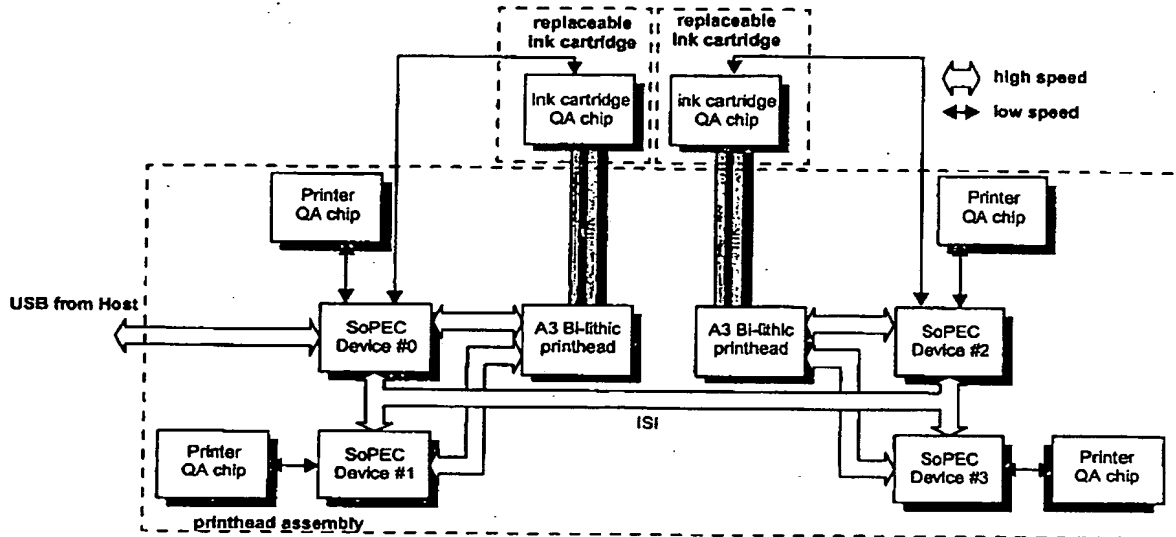 replaceable
ink cartridge
replaceable
Ink cartridge
high speed
low speed
Ink cartridge
QA chip
ink cartridge
QA chip
Printer
QA chip
Printer
QA chip
USB from Host
SoPEC
Device #0
A3 Bi-lithic
printhead
A3 Bi-lithic
printhead
SoPEC
Device #2
ISI
Printer
QA chip
SoPEC
Device #1
SoPEC
Device #3
Printer
QA chip
printhead assembly